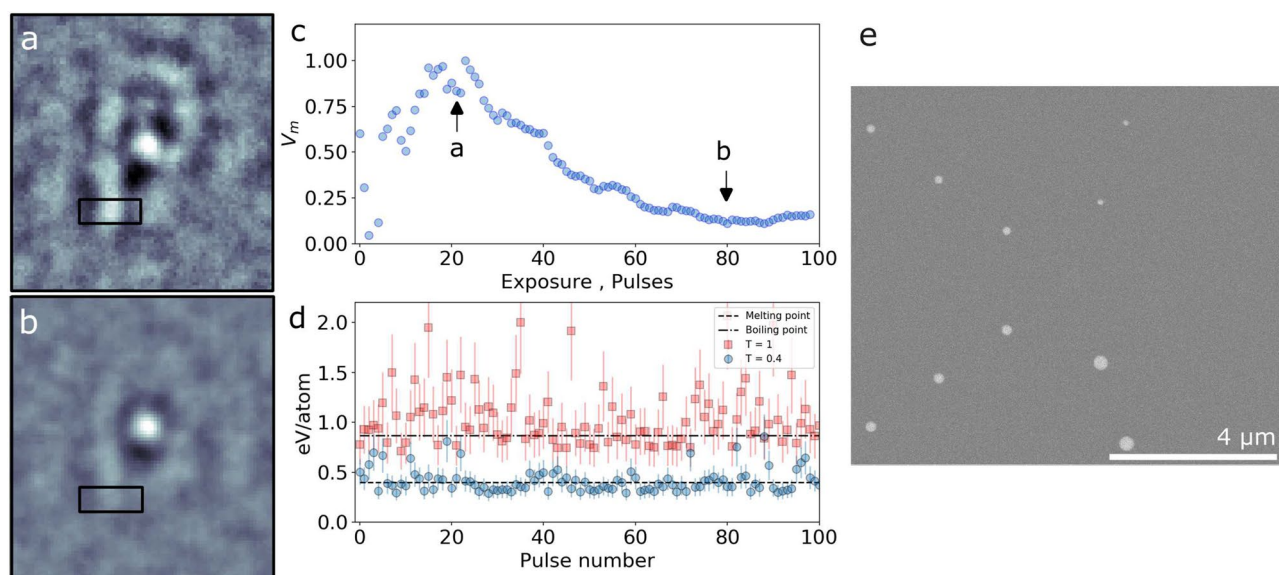 a
b
c
1.00
0.75
0.50
0.25
0.00
V_m
a
b
0
20
40
60
80
100
Exposure , Pulses
d
2.0
1.5
1.0
0.5
0.0
eV/atom
Melting point
Boiling point
T = 1
T = 0.4
0
20
40
60
80
100
Pulse number
e
4 μm